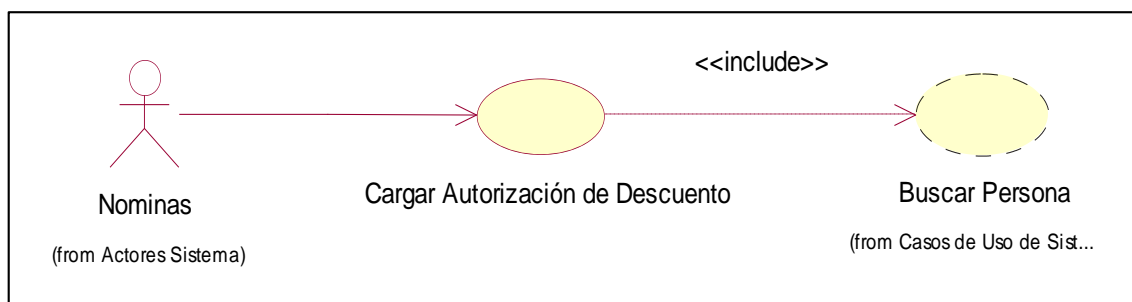 <<include>>
Nominas
(from Actores Sistema)
Cargar Autorización de Descuento
Buscar Persona
(from Casos de Uso de Sist...